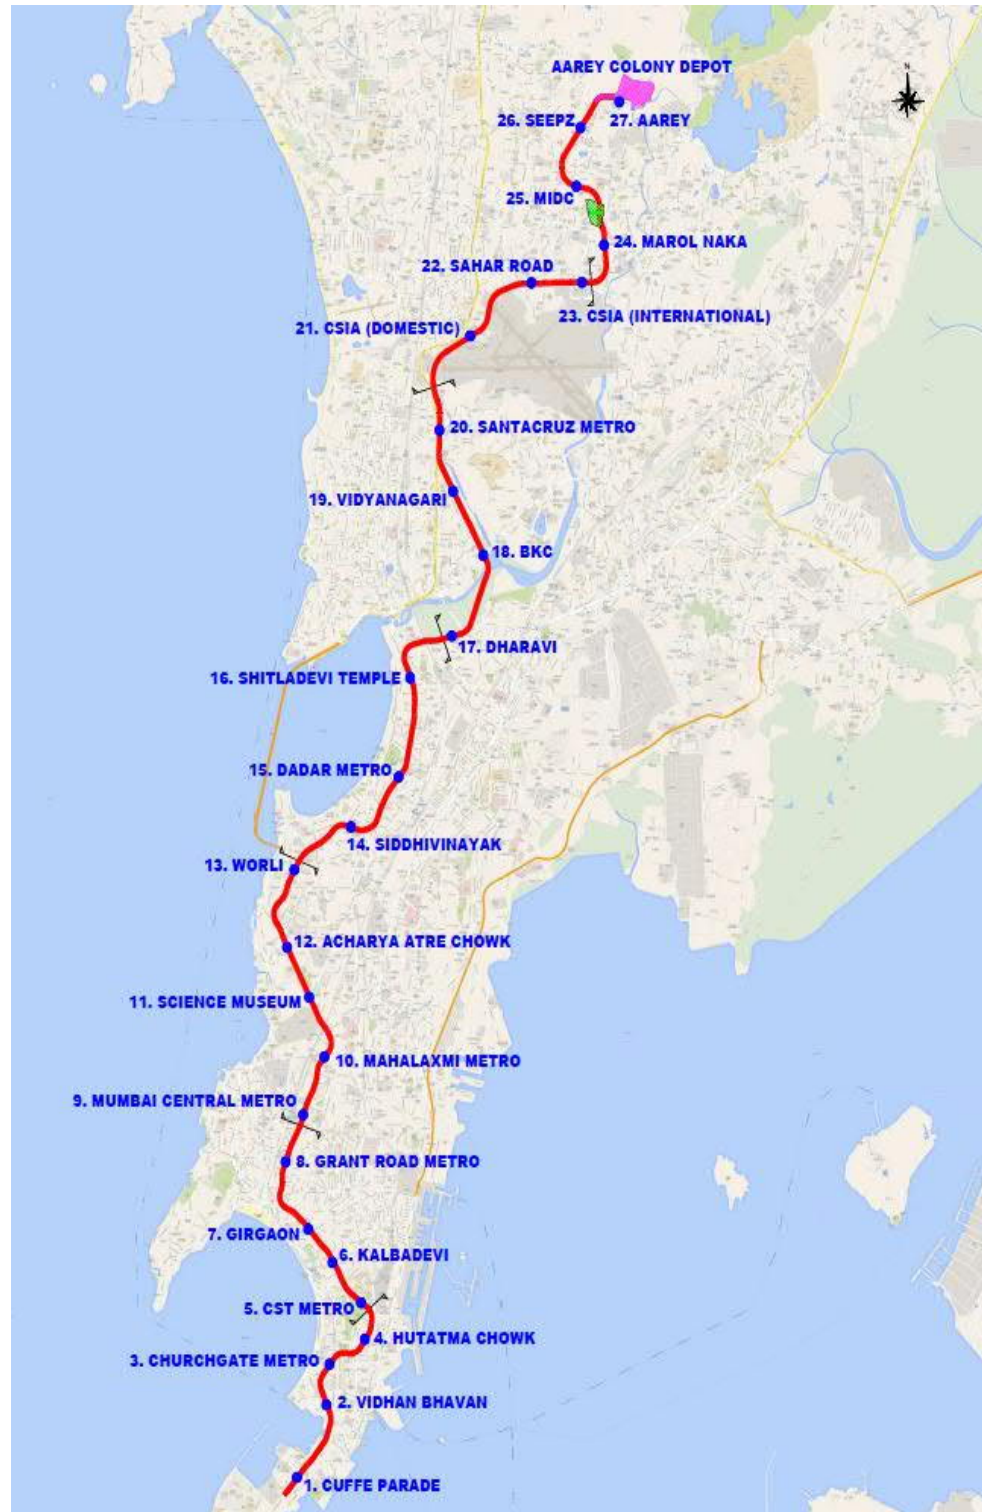 AAREY COLONY DEPOT
N
26. SEEPZ
27. AAREY
25. MIDC
24. MAROL NAKA
22. SAHAR ROAD
23. CSIA (INTERNATIONAL)
21. CSIA (DOMESTIC)
20. SANTACRUZ METRO
19. VIDYANAGARI
18. BKC
17. DHARAVI
16. SHITLADEVI TEMPLE
15. DADAR METRO
14. SIDDHIVINAYAK
13. WORLI
12. ACHARYA ATRE CHOWK
11. SCIENCE MUSEUM
10. MAHALAXMI METRO
9. MUMBAI CENTRAL METRO
8. GRANT ROAD METRO
7. GIRGAON
6. KALBADEVI
5. CST METRO
4. HUTATMA CHOWK
3. CHURCHGATE METRO
2. VIDHAN BHAVAN
1. CUFFE PARADE